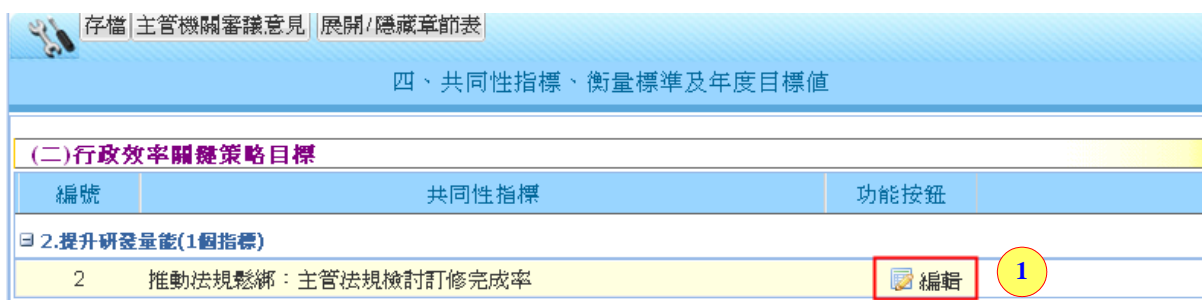 存檔 主管機關審議意見 展開/隱藏章節表
四、共同性指標、衡量標準及年度目標值
(二)行政效率關鍵策略目標
編號 共同性指標 功能按鈕
2.提升研發量能(1個指標)
2 推動法規鬆綁：主管法規檢討訂修完成率 編輯 1